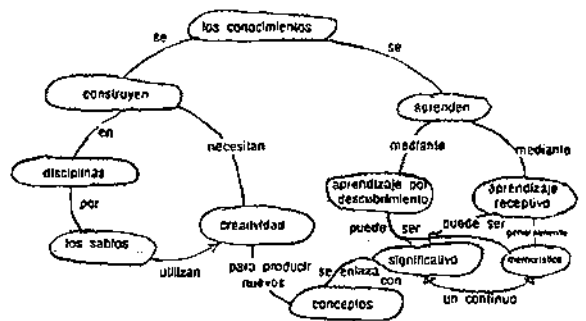 los conocimientos
se
se
construyen
aprenden
en
necesitan
mediante
mediante
disciplinas
aprendizaje por
descubrimiento
aprendizaje
receptivo
por
creatividad
puede ser
puede ser
generalmente
los sabios
utilizan
para producir
nuevos
se enlaza
con
significativo
memorístico
conceptos
un continuo